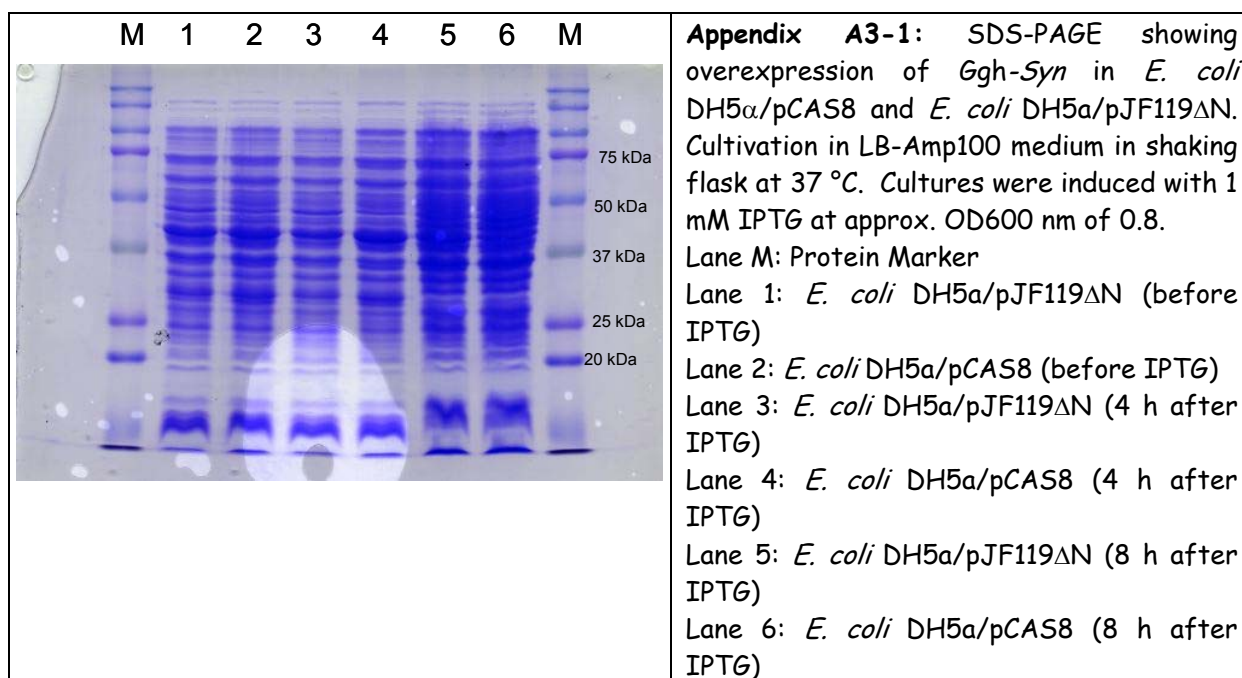 M 1 2 3 4 5 6 M
75 kDa
50 kDa
37 kDa
25 kDa
20 kDa
Appendix A3-1: SDS-PAGE showing
overexpression of Ggh-Syn in E. coli
DH5α/pCAS8 and E. coli DH5a/pJF119ΔN.
Cultivation in LB-Amp100 medium in shaking
flask at 37 °C. Cultures were induced with 1
mM IPTG at approx. OD600 nm of 0.8.
Lane M: Protein Marker
Lane 1: E. coli DH5a/pJF119ΔN (before
IPTG)
Lane 2: E. coli DH5a/pCAS8 (before IPTG)
Lane 3: E. coli DH5a/pJF119ΔN (4 h after
IPTG)
Lane 4: E. coli DH5a/pCAS8 (4 h after
IPTG)
Lane 5: E. coli DH5a/pJF119ΔN (8 h after
IPTG)
Lane 6: E. coli DH5a/pCAS8 (8 h after
IPTG)